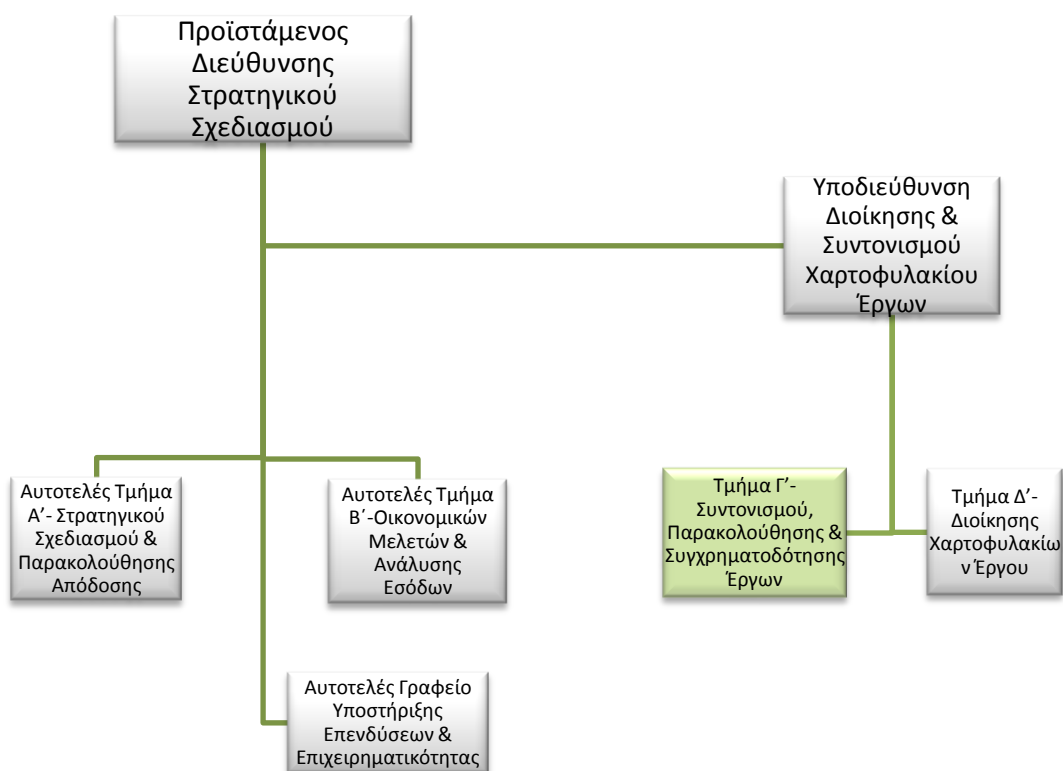 Προϊστάμενος
Διεύθυνσης
Στρατηγικού
Σχεδιασμού
Υποδιεύθυνση
Διοίκησης &
Συντονισμού
Χαρτοφυλακίου
Έργων
Αυτοτελές Τμήμα
Α’- Στρατηγικού
Σχεδιασμού &
Παρακολούθησης
Απόδοσης
Αυτοτελές Τμήμα
Β΄-Οικονομικών
Μελετών &
Ανάλυσης
Εσόδων
Τμήμα Γ’-
Συντονισμού,
Παρακολούθησης &
Συγχρηματοδότησης
Έργων
Τμήμα Δ’-
Διοίκησης
Χαρτοφυλακίω
ν Έργου
Αυτοτελές Γραφείο
Υποστήριξης
Επενδύσεων &
Επιχειρηματικότητας